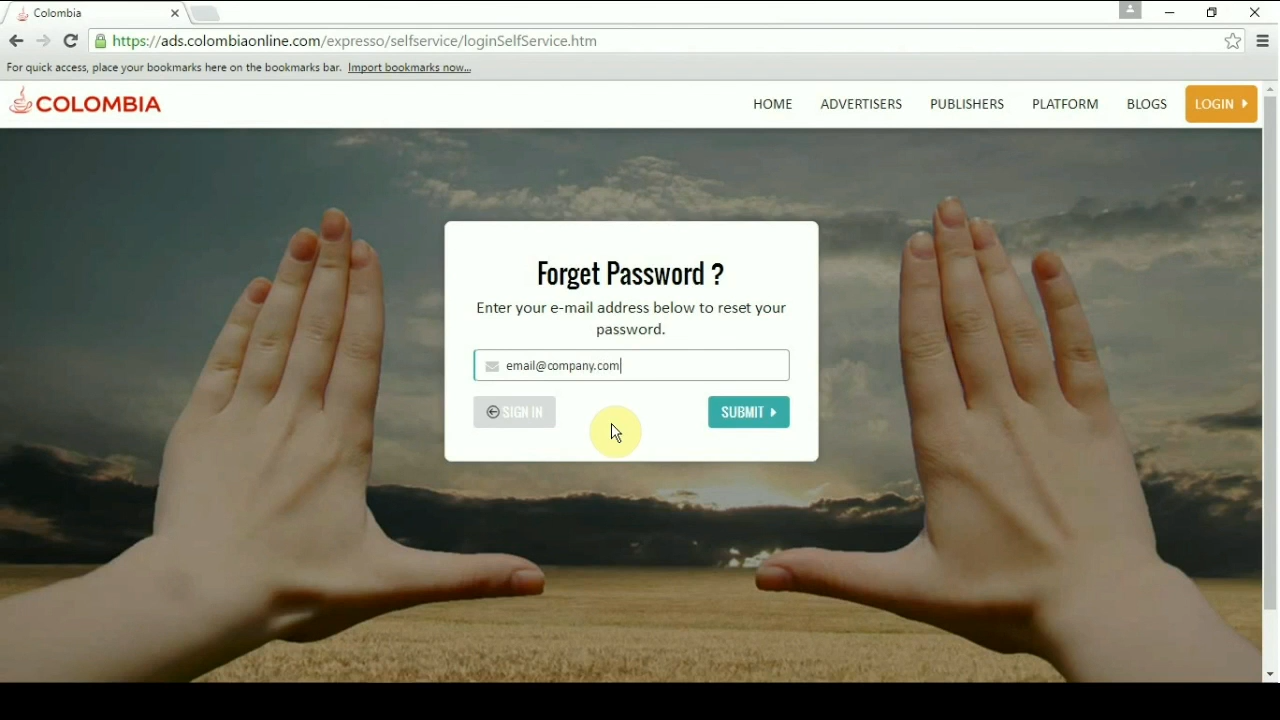 Colombia
https://ads.colombiaonline.com/expresso/selfservice/loginSelfService.htm
For quick access, place your bookmarks here on the bookmarks bar. Import bookmarks now...
COLOMBIA
HOME
ADVERTISERS
PUBLISHERS
PLATFORM
BLOGS
LOGIN
Forget Password ?
Enter your e-mail address below to reset your
password.
email@company.com
SIGN IN
SUBMIT